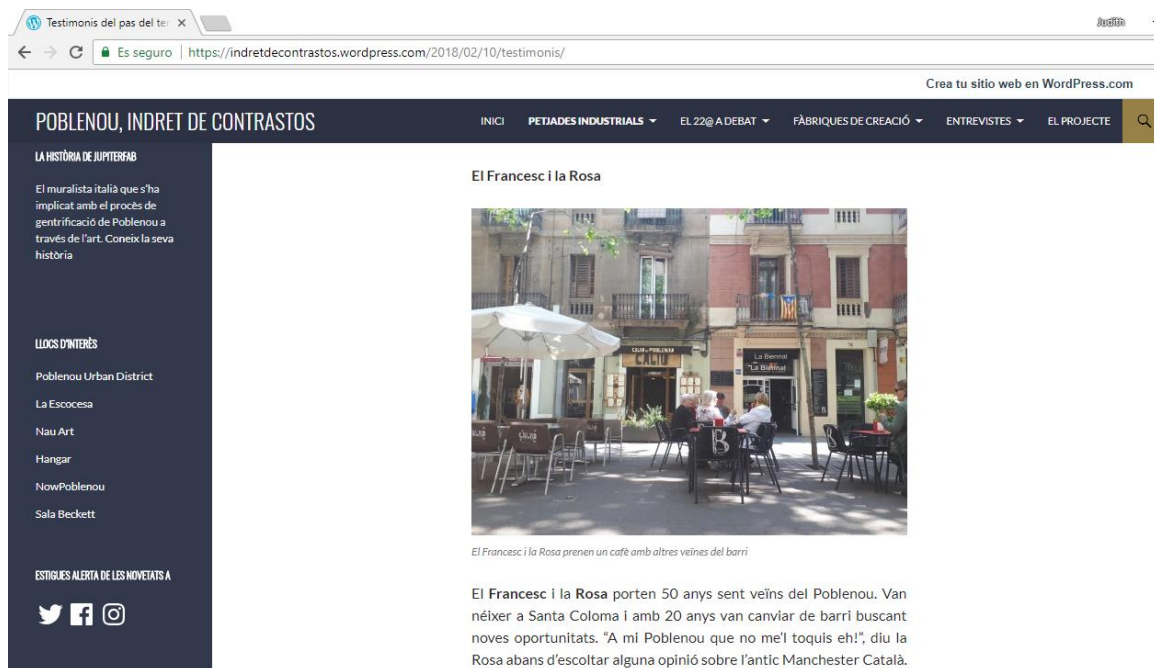 Testimonis del pas del te
Judith
Es seguro | https://indretdecontrastos.wordpress.com/2018/02/10/testimonis/
Crea tu sitio web en WordPress.com
POBLENOU, INDRET DE CONTRASTOS
INICI PETJADES INDUSTRIALS EL 22@ A DEBAT FÀBRIQUES DE CREACIÓ ENTREVISTES EL PROJECTE
LA HISTÒRIA DE JUPITERFAB
El muralista italià que s'ha
implicat amb el procès de
gentrificació de Poblenou a
través de l'art. Coneix la seva
història
LLOCS D'INTERÈS
Poblenou Urban District
La Escocesa
Nau Art
Hangar
NowPoblenou
Sala Beckett
ESTIGUES ALERTA DE LES NOVETATS A
El Francesc i la Rosa
CALIU
La Biennal
"La Biennal
B
El Francesc i la Rosa prenen un cafè amb altres veïnes del barri
El Francesc i la Rosa porten 50 anys sent veïns del Poblenou. Van
néixer a Santa Coloma i amb 20 anys van canviar de barri buscant
noves oportunitats. “A mi Poblenou que no me'l toquis eh!”, diu la
Rosa abans d'escoltar alguna opinió sobre l'antic Manchester Català.